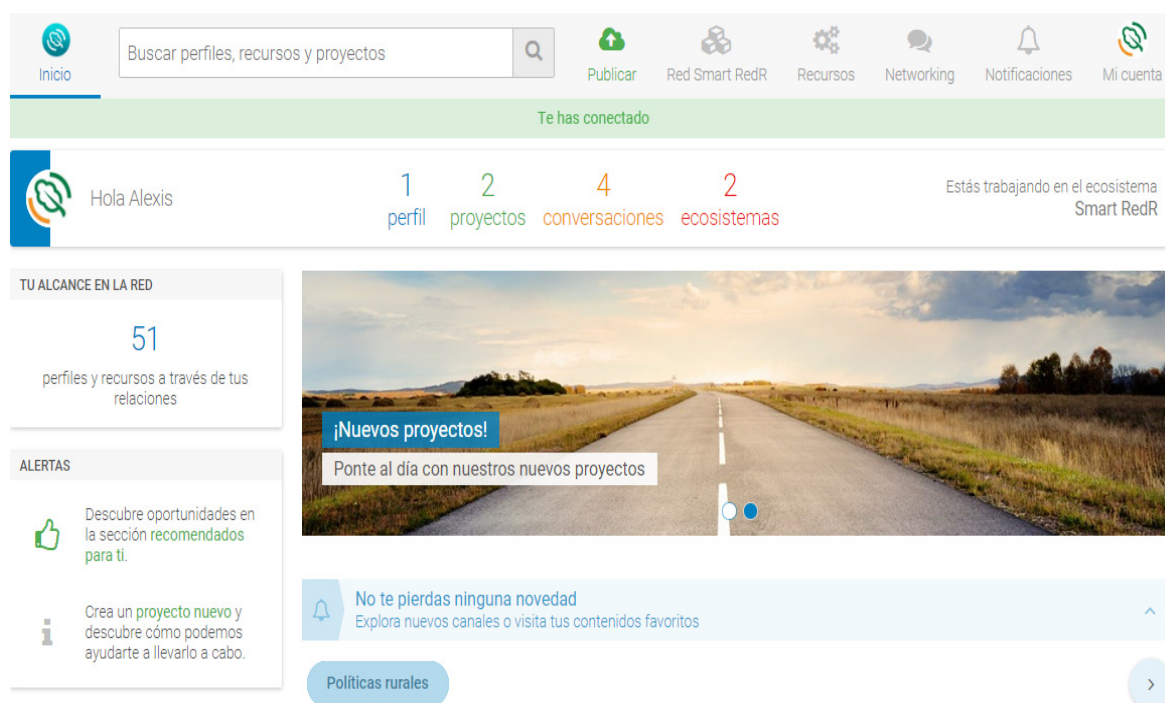 Inicio
Buscar perfiles, recursos y proyectos
Publicar
Red Smart RedR
Recursos
Networking
Notificaciones
Mi cuenta
Te has conectado
Hola Alexis
1
perfil
2
proyectos
4
conversaciones
2
ecosistemas
Estás trabajando en el ecosistema
Smart RedR
TU ALCANCE EN LA RED
51
perfiles y recursos a través de tus
relaciones
ALERTAS
Descubre oportunidades en
la sección recomendados
para ti.
Crea un proyecto nuevo y
descubre cómo podemos
ayudarte a llevarlo a cabo.
¡Nuevos proyectos!
Ponte al día con nuestros nuevos proyectos
No te pierdas ninguna novedad
Explora nuevos canales o visita tus contenidos favoritos
Políticas rurales